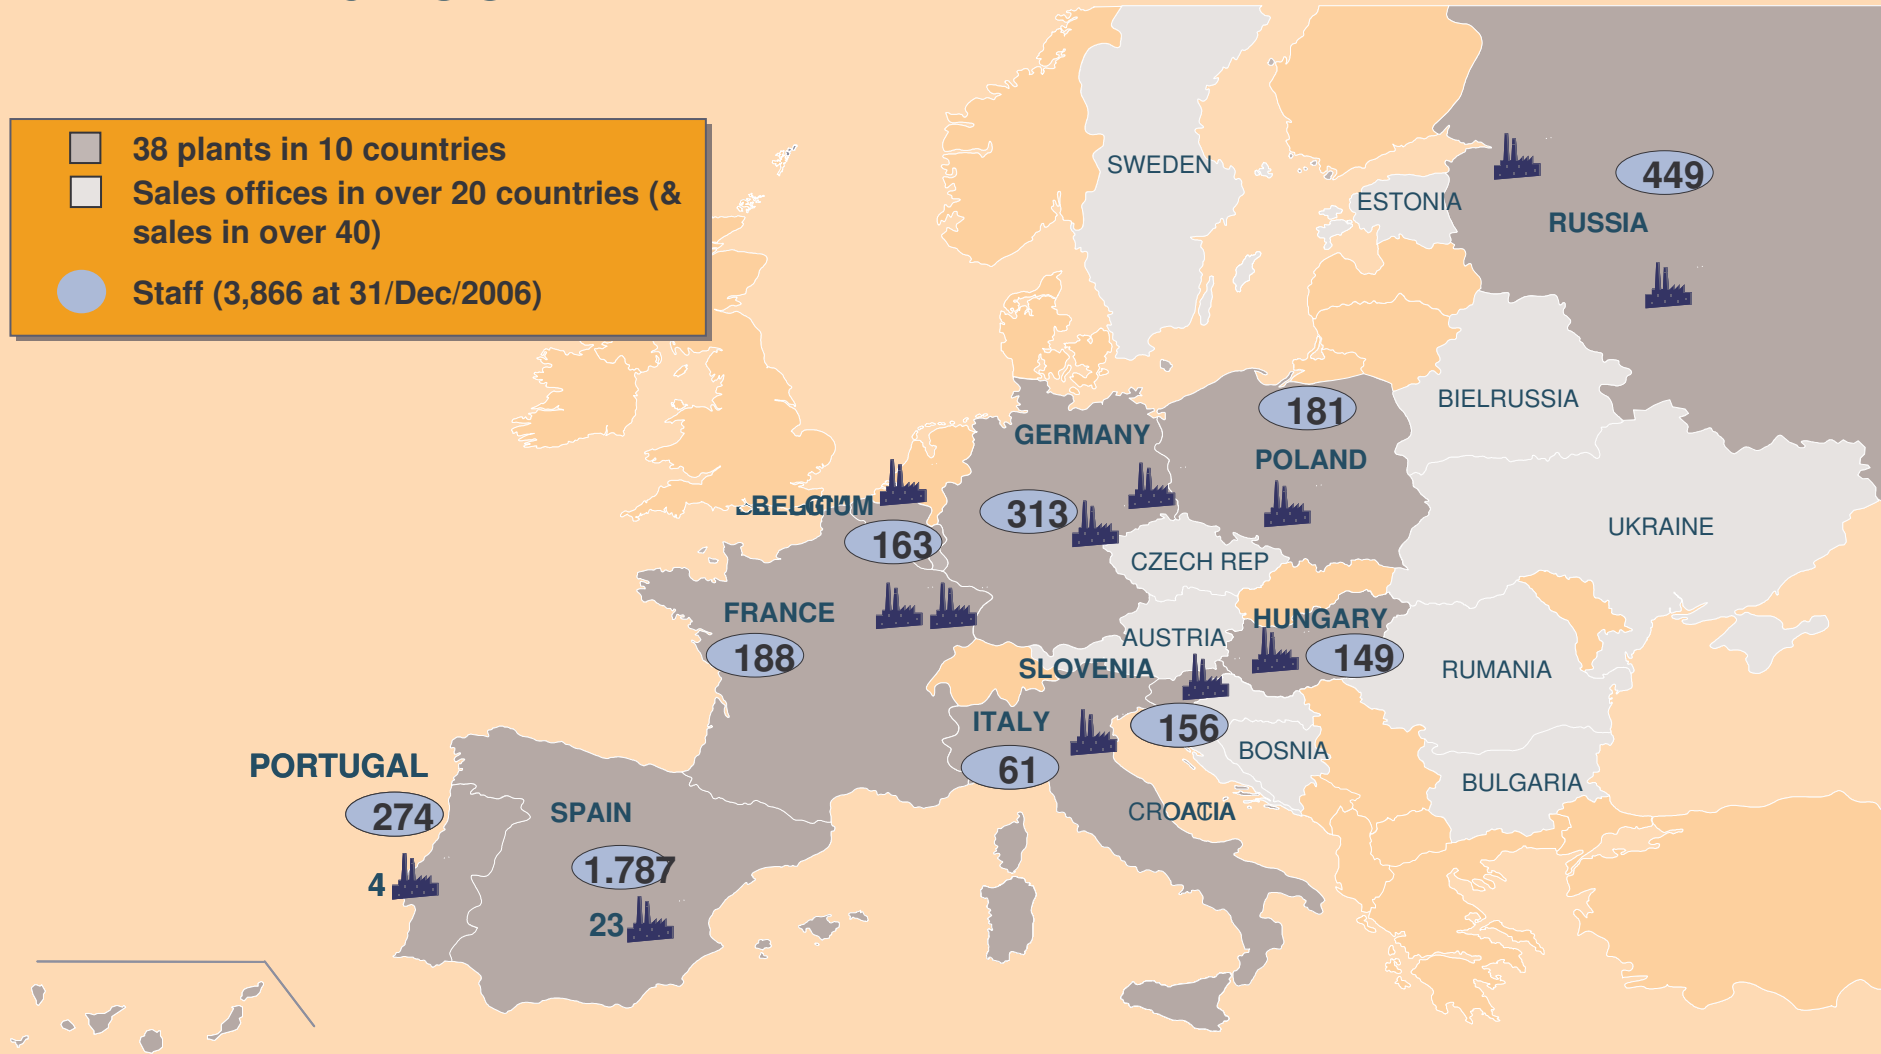 38 plants in 10 countries
Sales offices in over 20 countries (&
sales in over 40)
Staff (3,866 at 31/Dec/2006)
SWEDEN
ESTONIA
449
RUSSIA
BIELRUSSIA
181
GERMANY
POLAND
BELGIUM
313
UKRAINE
163
CZECH REP
FRANCE
HUNGARY
AUSTRIA
188
149
SLOVENIA
RUMANIA
ITALY
156
BOSNIA
PORTUGAL
61
BULGARIA
274
SPAIN
CROATIA
1.787
4
23